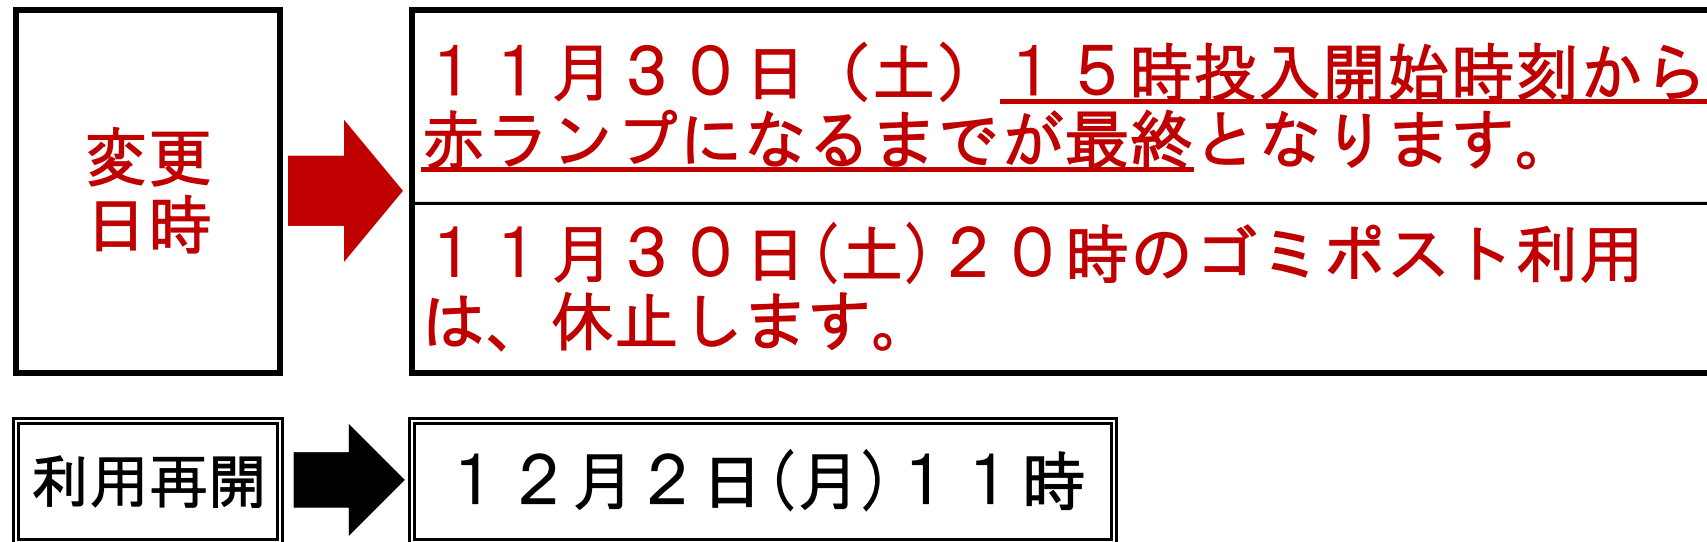 変更
日時
１１月３０日（土）１５時投入開始時刻から
赤ランプになるまでが最終となります。
１１月３０日(土)２０時のゴミポスト利用
は、休止します。
利用再開
１２月２日(月)１１時